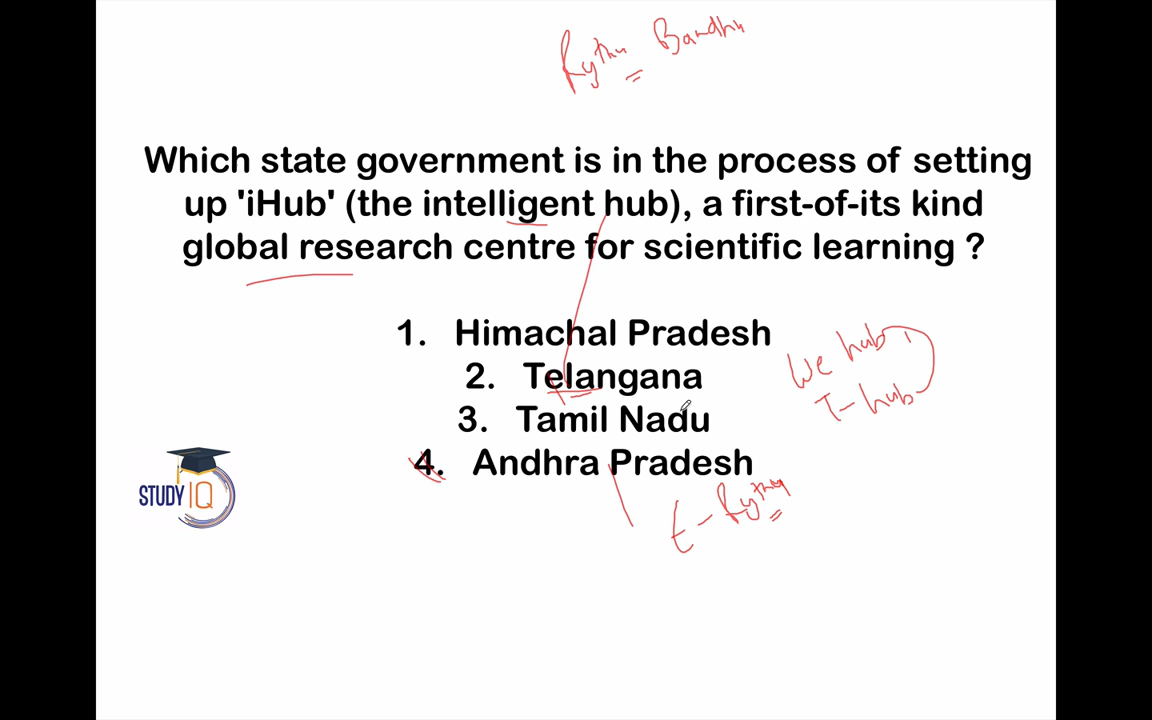 Rythu Bandhu
Which state government is in the process of setting
up 'iHub' (the intelligent hub), a first-of-its kind
global research centre for scientific learning ?
1. Himachal Pradesh
2. Telangana
3. Tamil Nadu
4. Andhra Pradesh
We hub
T-hub
E-Rythu
STUDY IQ